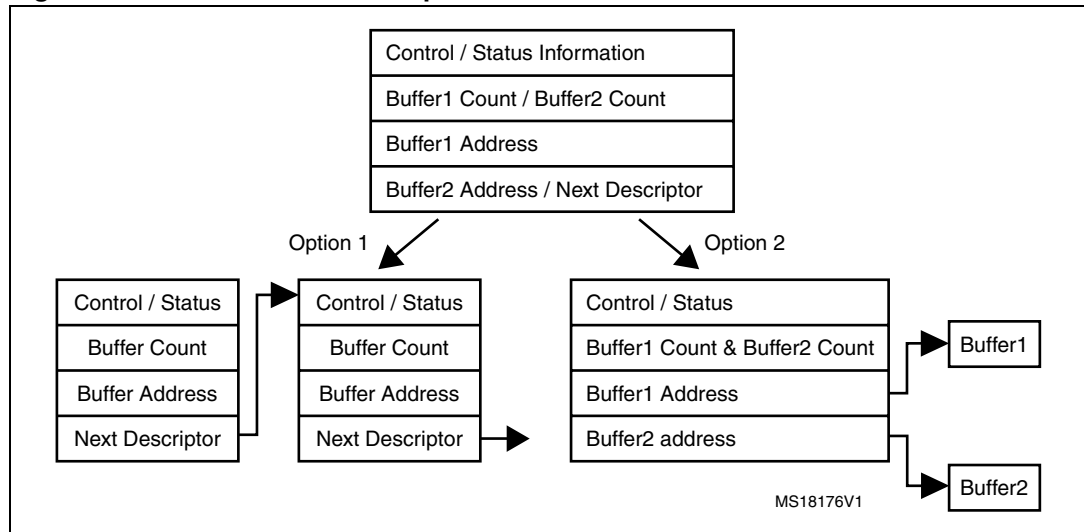 Control / Status Information
Buffer1 Count / Buffer2 Count
Buffer1 Address
Buffer2 Address / Next Descriptor
Option 1
Option 2
Control / Status
Buffer Count
Buffer Address
Next Descriptor
Control / Status
Buffer Count
Buffer Address
Next Descriptor
Control / Status
Buffer1 Count & Buffer2 Count
Buffer1 Address
Buffer2 address
Buffer1
Buffer2
MS18176V1